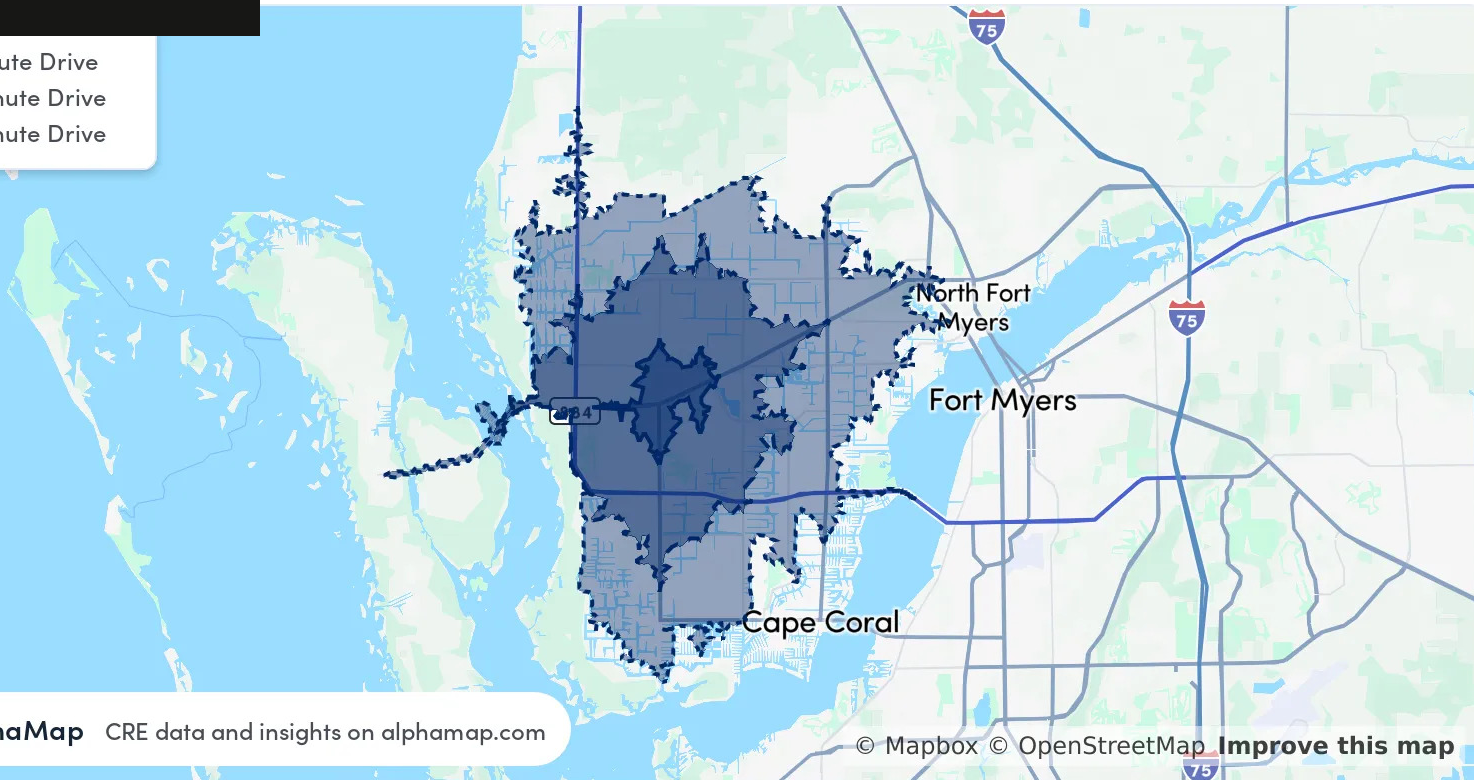 75
ute Drive
nute Drive
nute Drive
North Fort
Myers
75
Fort Myers
Cape Coral
haMap CRE data and insights on alphamap.com
© Mapbox © OpenStreetMap Improve this map
75